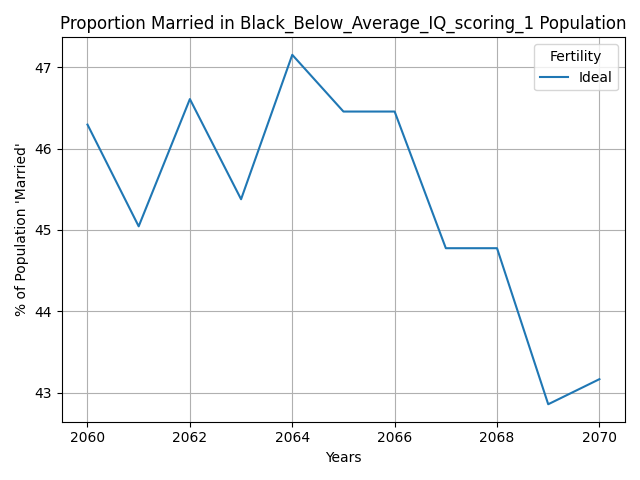 Proportion Married in Black_Below_Average_IQ_scoring_1 Population
Fertility
Ideal
% of Population 'Married'
47
46
45
44
43
2060 2062 2064 2066 2068 2070
Years